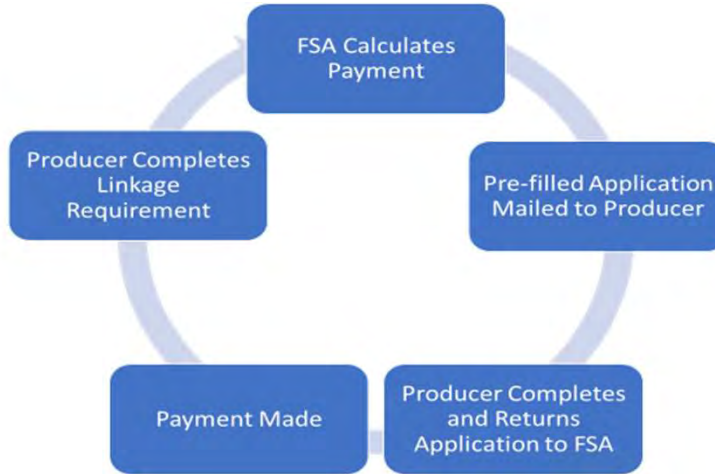 FSA Calculates
Payment
Pre-filled Application
Mailed to Producer
Producer Completes
and Returns
Application to FSA
Payment Made
Producer Completes
Linkage
Requirement